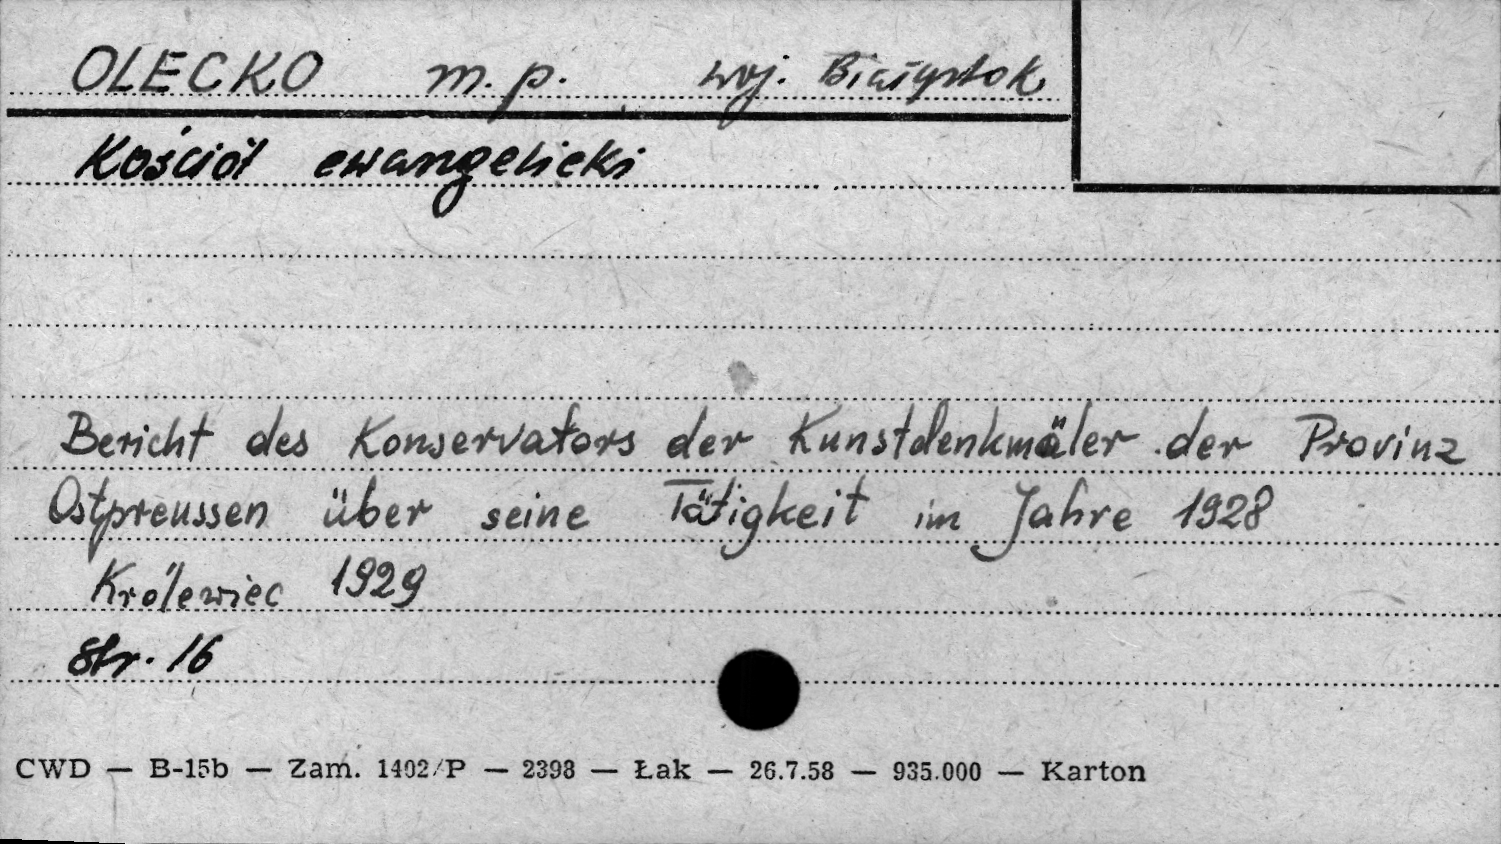 OLECKO m. p. woj. Białystok
Kościół ewangelicki
Bericht des Konservators der Kunstdenkmäler der Provinz
Ostpreussen über seine Tätigkeit im Jahre 1928
Królewiec 1929
Str. 16
CWD — B-15b — Zam. 1402/P — 2398 — Łak — 26.7.58 — 935.000 — Karton